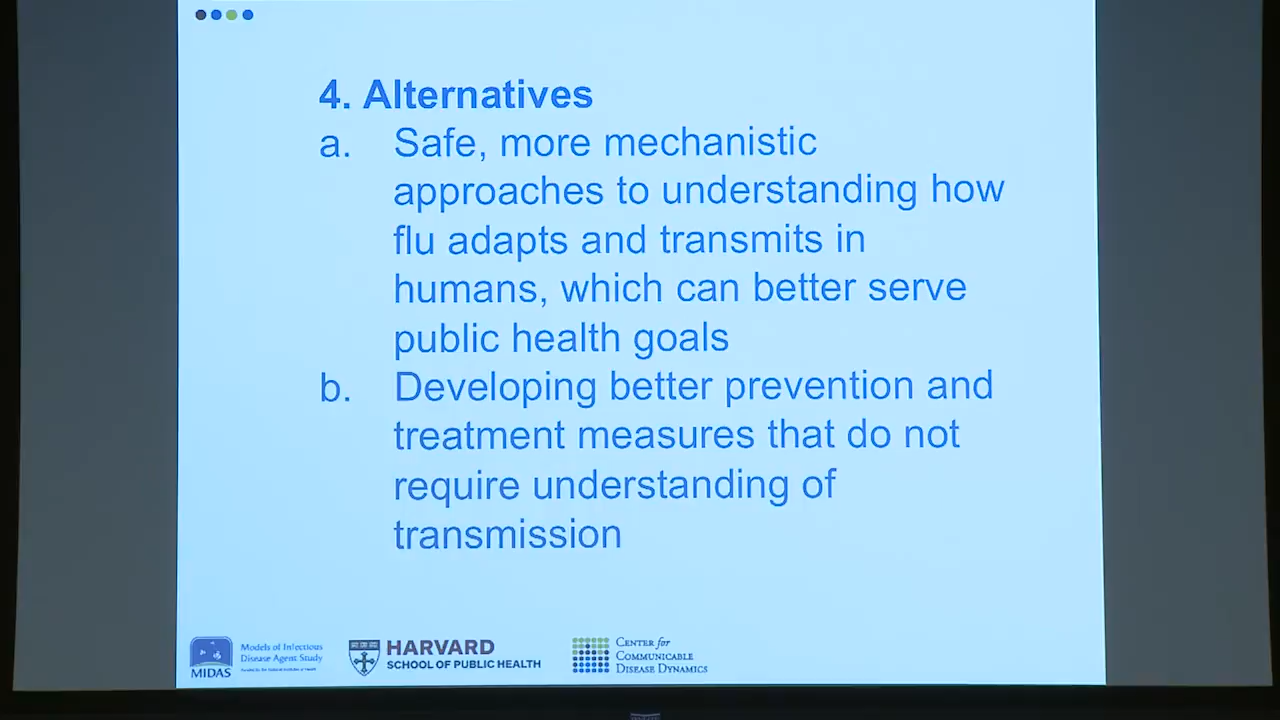 4. Alternatives
a. Safe, more mechanistic
approaches to understanding how
flu adapts and transmits in
humans, which can better serve
public health goals
b. Developing better prevention and
treatment measures that do not
require understanding of
transmission
MIDAS
Models of Infectious
Disease Agent Study
HARVARD
SCHOOL OF PUBLIC HEALTH
CENTER for
COMMUNICABLE
DISEASE DYNAMICS